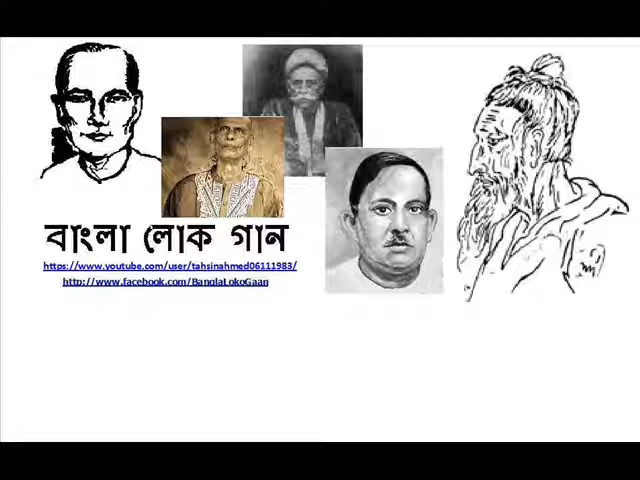 বাংলা লোক গান
https://www.youtube.com/user/tahsinahmed06111983/
http://www.facebook.com/BanglaLokoGaan